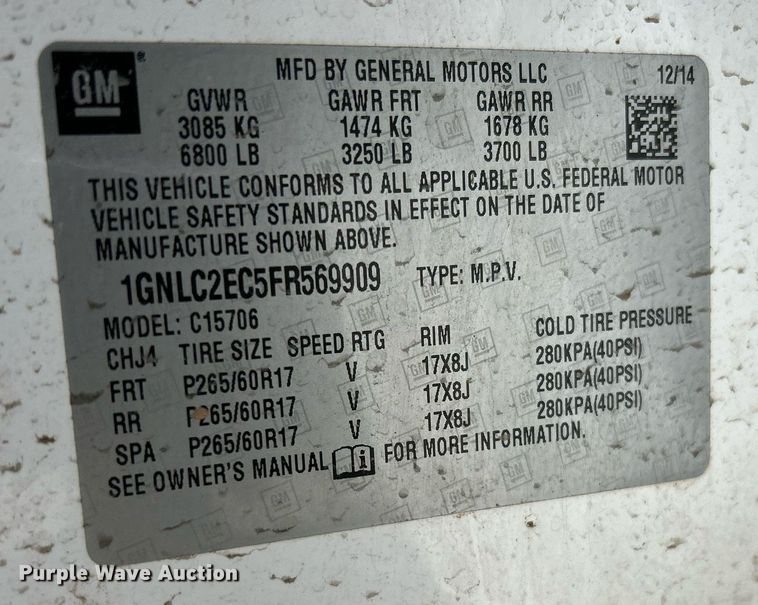 GM ®
MFD BY GENERAL MOTORS LLC 12/14
GVWR GAWR FRT GAWR RR
3085 KG 1474 KG 1678 KG
6800 LB 3250 LB 3700 LB
THIS VEHICLE CONFORMS TO ALL APPLICABLE U.S. FEDERAL MOTOR
VEHICLE SAFETY STANDARDS IN EFFECT ON THE DATE OF
MANUFACTURE SHOWN ABOVE.
1GNLC2EC5FR569909 TYPE: M.P.V.
MODEL: C15706
CHJ4 TIRE SIZE SPEED RTG RIM COLD TIRE PRESSURE
FRT P265/60R17 V 17X8J 280KPA(40PSI)
RR P265/60R17 V 17X8J 280KPA(40PSI)
SPA P265/60R17 V 17X8J 280KPA(40PSI)
SEE OWNER'S MANUAL i FOR MORE INFORMATION.
Purple Wave Auction